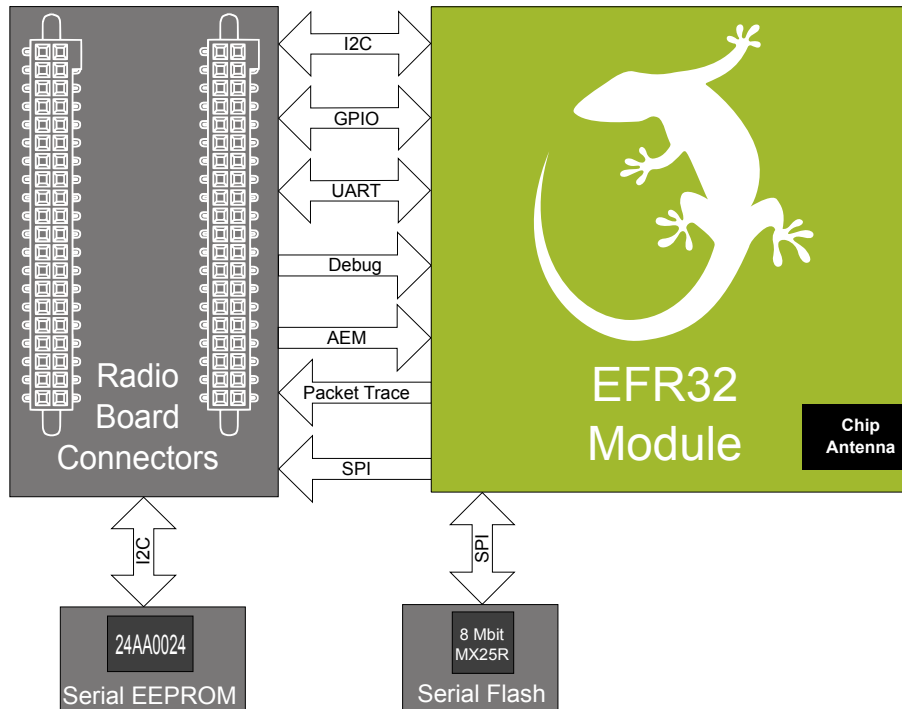 I2C
GPIO
UART
Debug
AEM
Packet Trace
SPI
Radio
Board
Connectors
EFR32
Module
Chip
Antenna
I2C
SPI
24AA0024
Serial EEPROM
8 Mbit
MX25R
Serial Flash